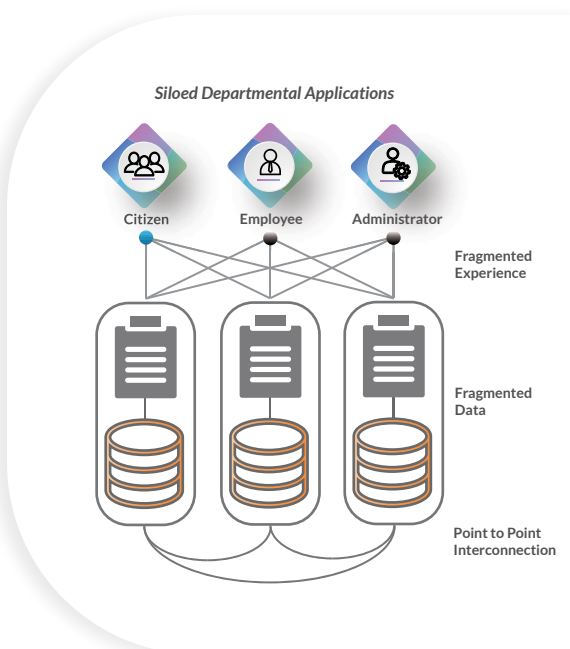 Siloed Departmental Applications
Citizen
Employee
Administrator
Fragmented
Experience
Fragmented
Data
Point to Point
Interconnection